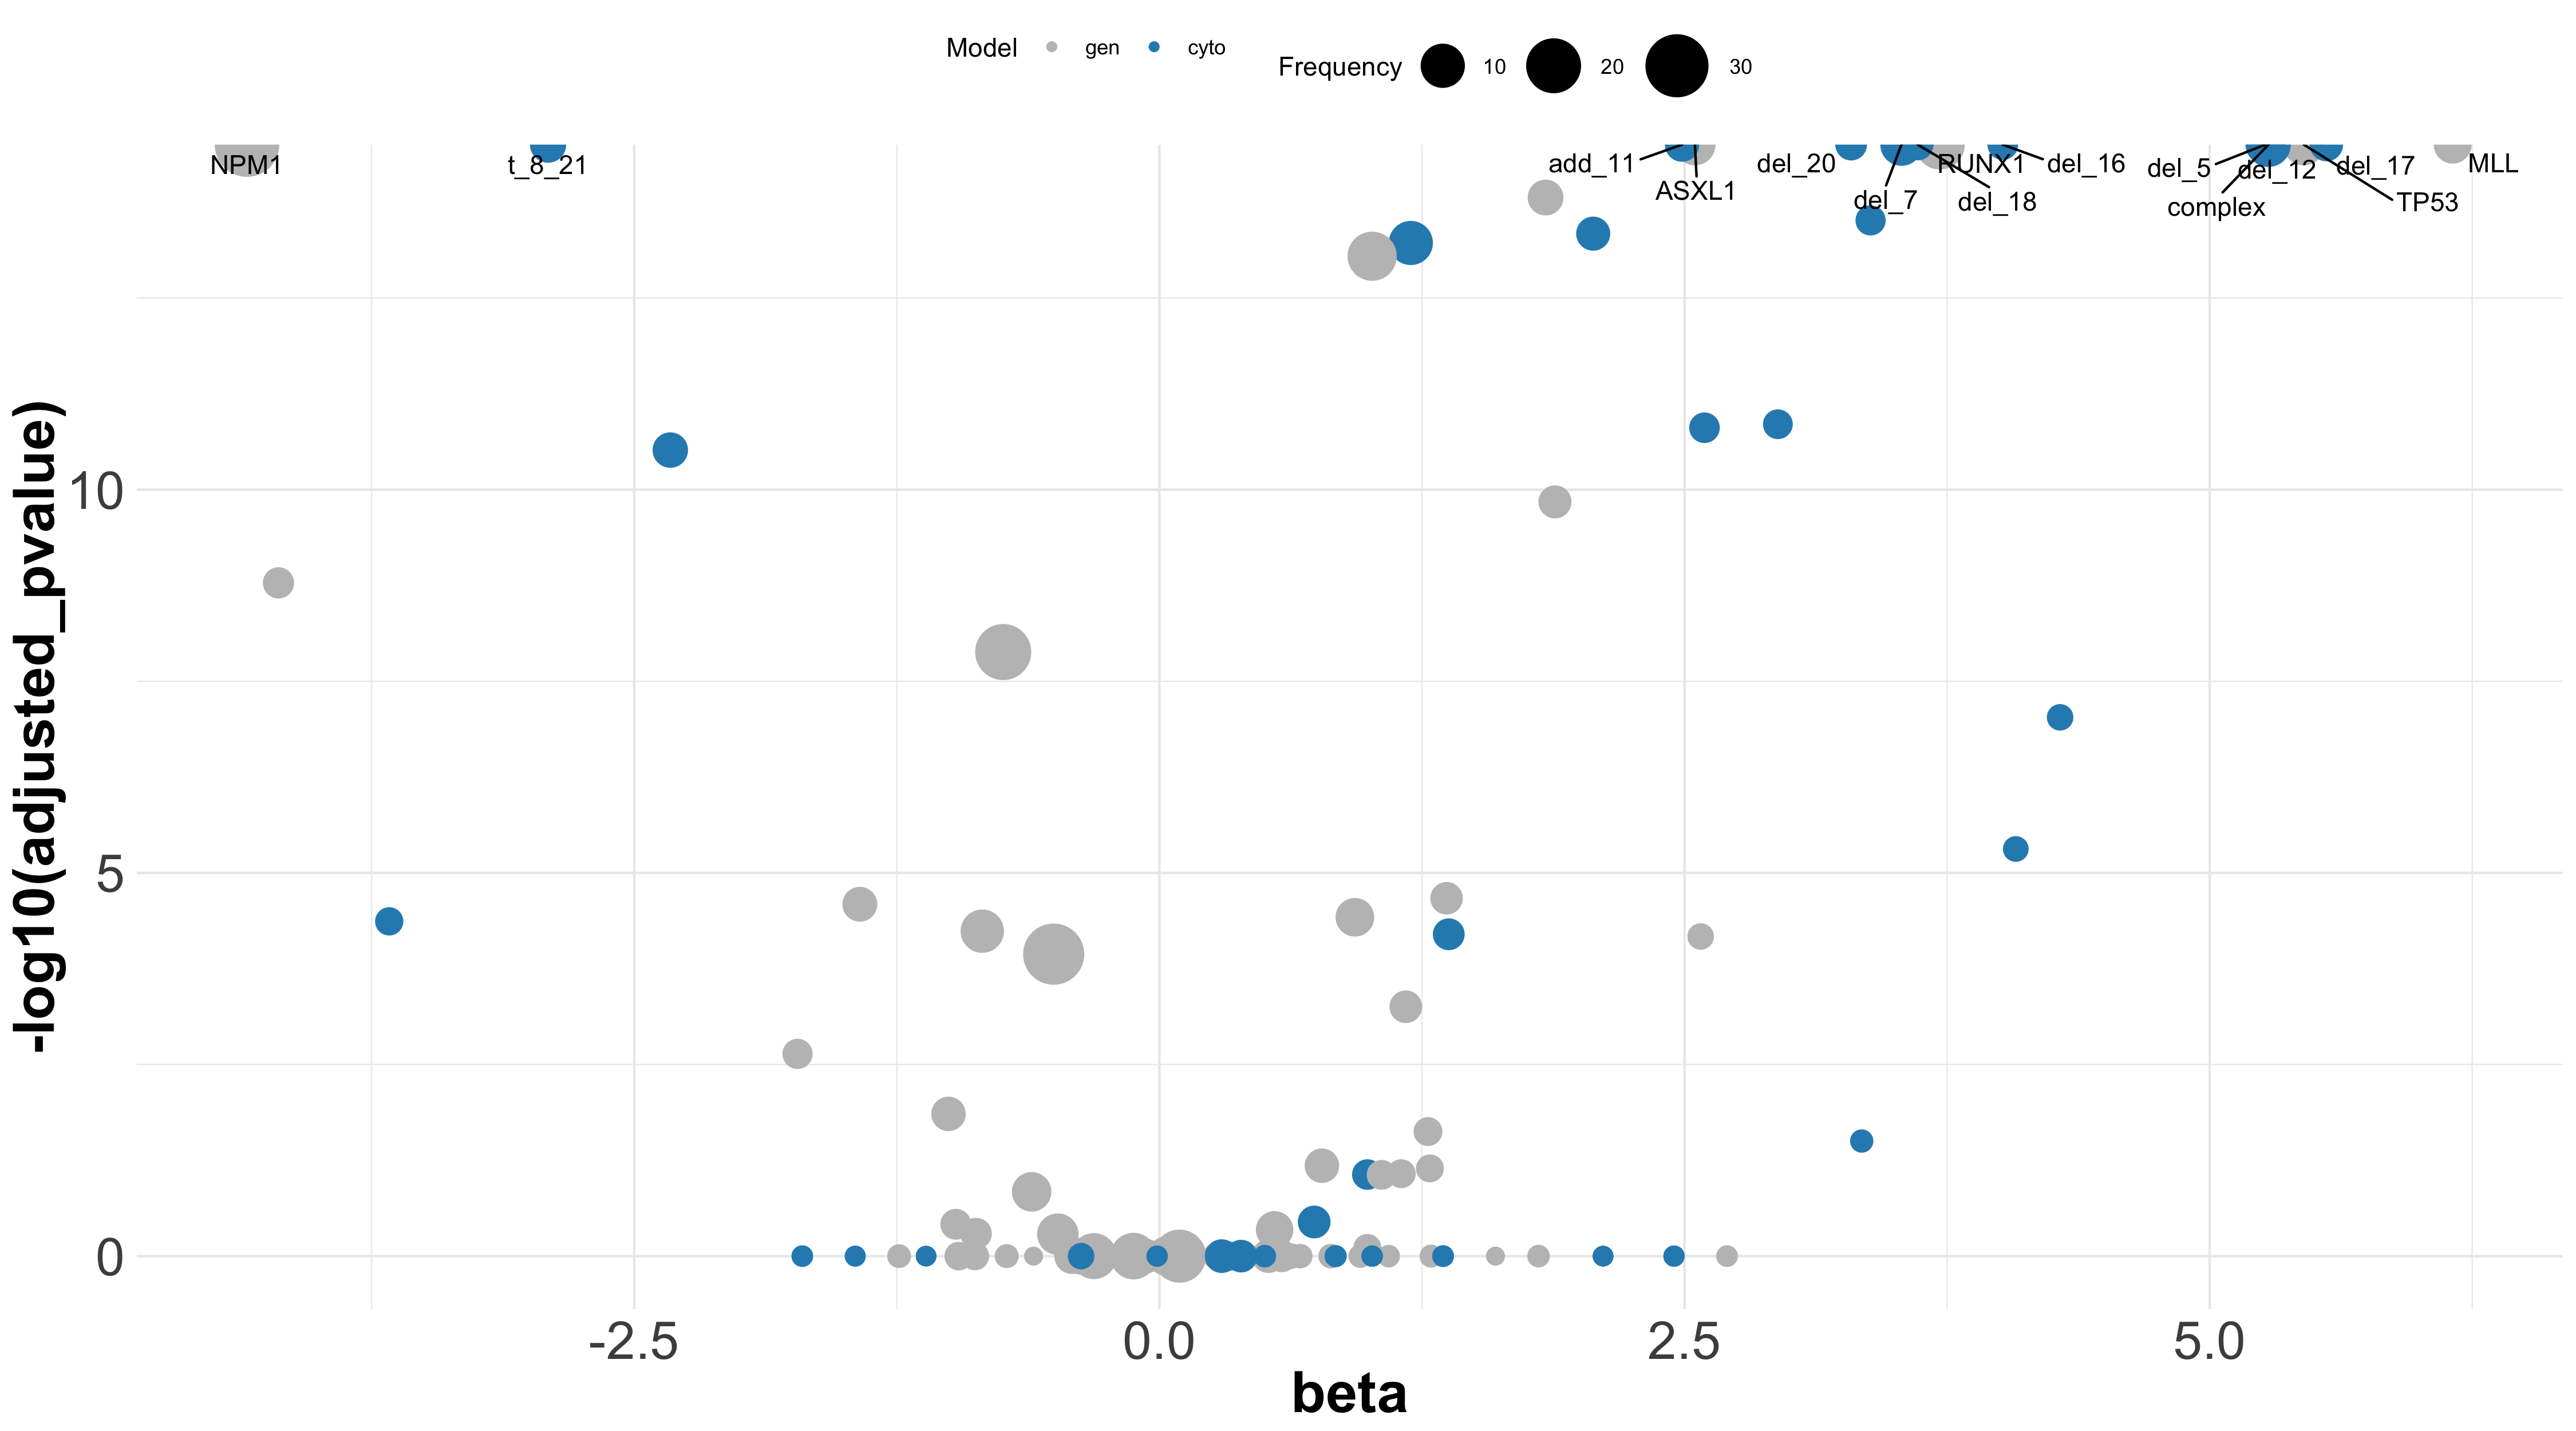 Model gen cyto
Frequency 10 20 30
NPM1 t_8_21 add_11 del_20 RUNX1 del_16 del_5 del_12 del_17 MLL
ASXL1 del_7 del_18 complex TP53
-log10(adjusted_pvalue)
10
5
0
-2.5 0.0 2.5 5.0
beta